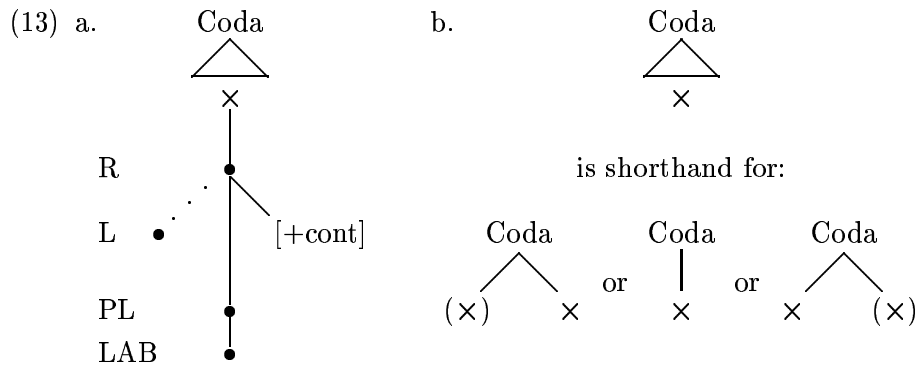 (13) a. Coda b. Coda
× ×
R is shorthand for:
L [+cont] Coda Coda Coda
(×) × or × or × (×)
PL
LAB